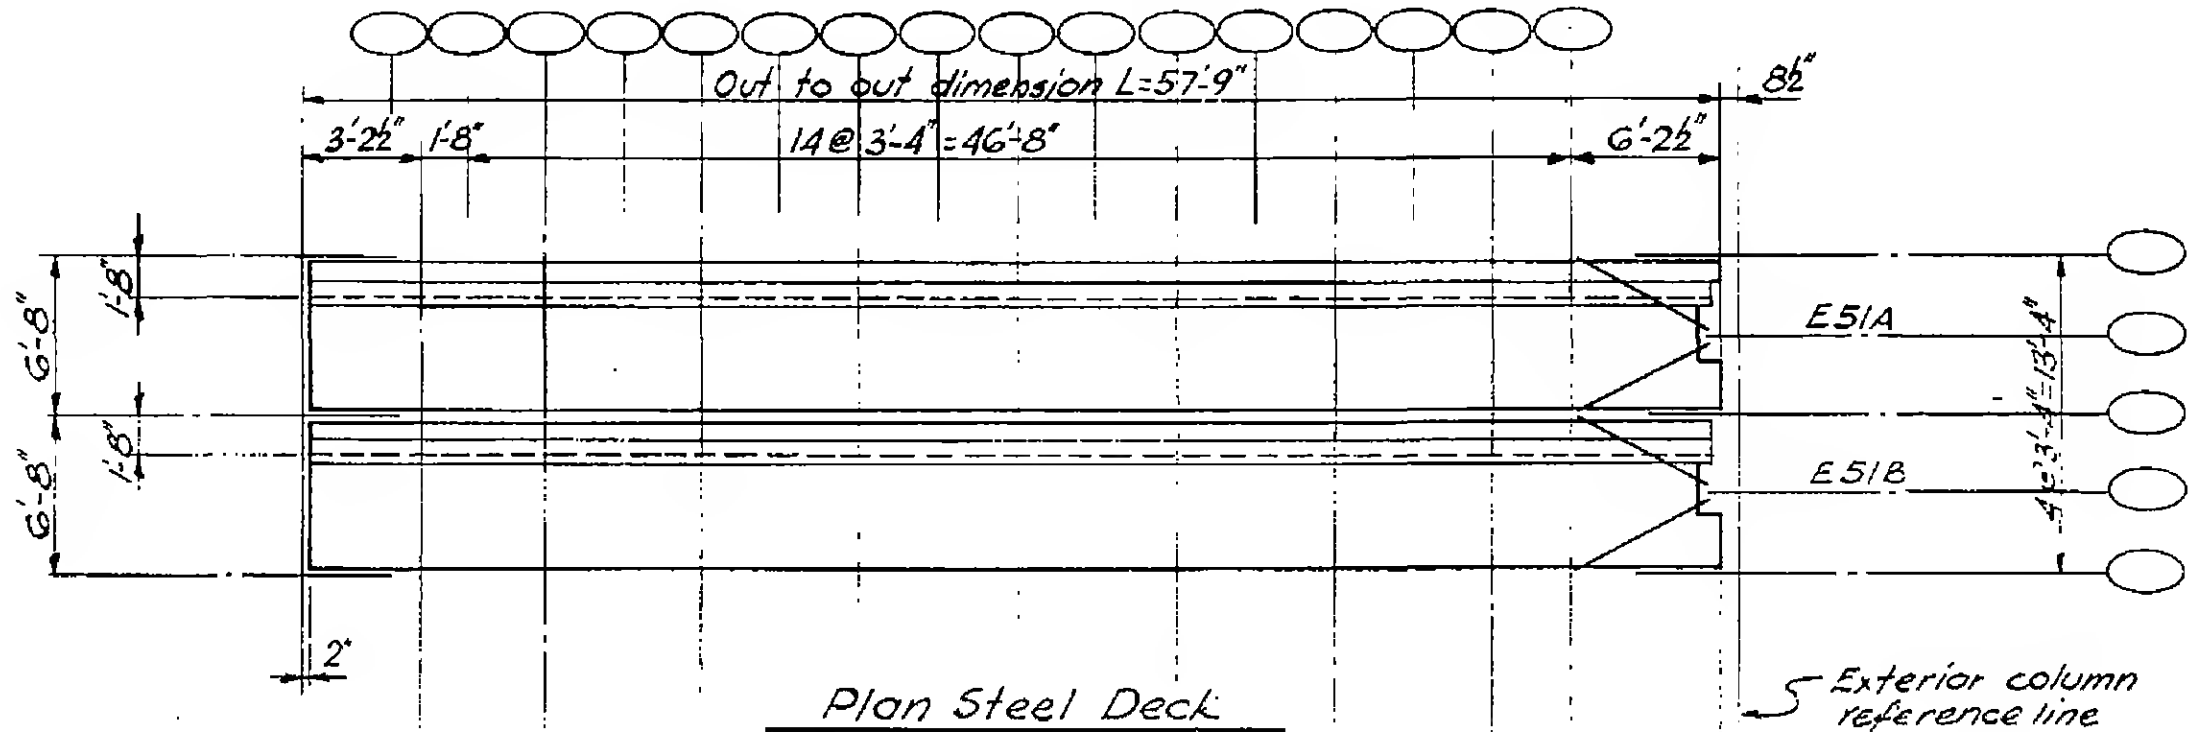 Out to out dimension L=57'-9"
8½"
3'-2½"
1'-8"
14 @ 3'-4" = 46'-8"
6'-2½"
1'-8"
6'-8"
E51A
4 @ 3'-4" = 13'-4"
1'-8"
6'-8"
E51B
2"
Plan Steel Deck
Exterior column
reference line